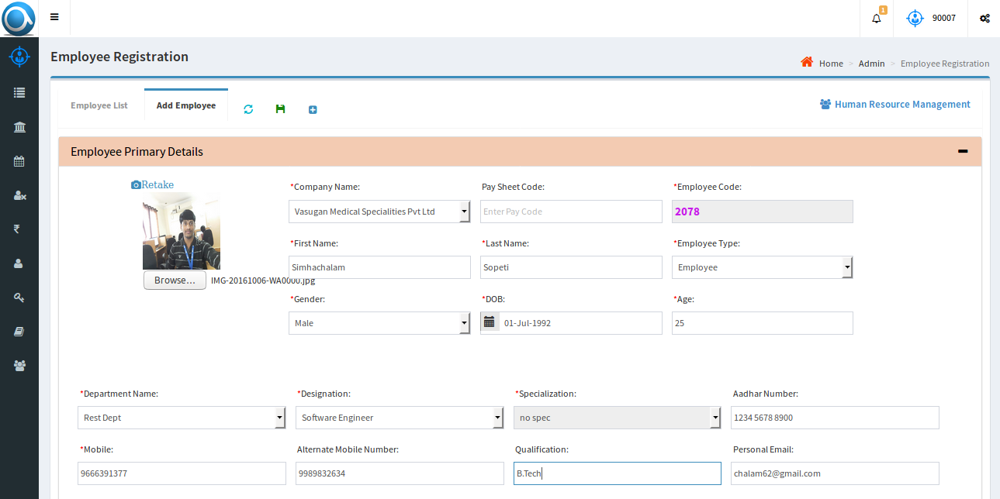 1
90007
Employee Registration
Home > Admin > Employee Registration
Employee List
Add Employee
Human Resource Management
Employee Primary Details
Retake
Browse...
IMG-20161006-WA0000.jpg
*Company Name:
Pay Sheet Code:
*Employee Code:
Vasugan Medical Specialities Pvt Ltd
Enter Pay Code
2078
*First Name:
*Last Name:
*Employee Type:
Simhachalam
Sopeti
Employee
*Gender:
*DOB:
*Age:
Male
01-Jul-1992
25
*Department Name:
*Designation:
*Specialization:
Aadhar Number:
Rest Dept
Software Engineer
no spec
1234 5678 8900
*Mobile:
Alternate Mobile Number:
Qualification:
Personal Email:
9666391377
9989832634
B.Tech
chalam62@gmail.com